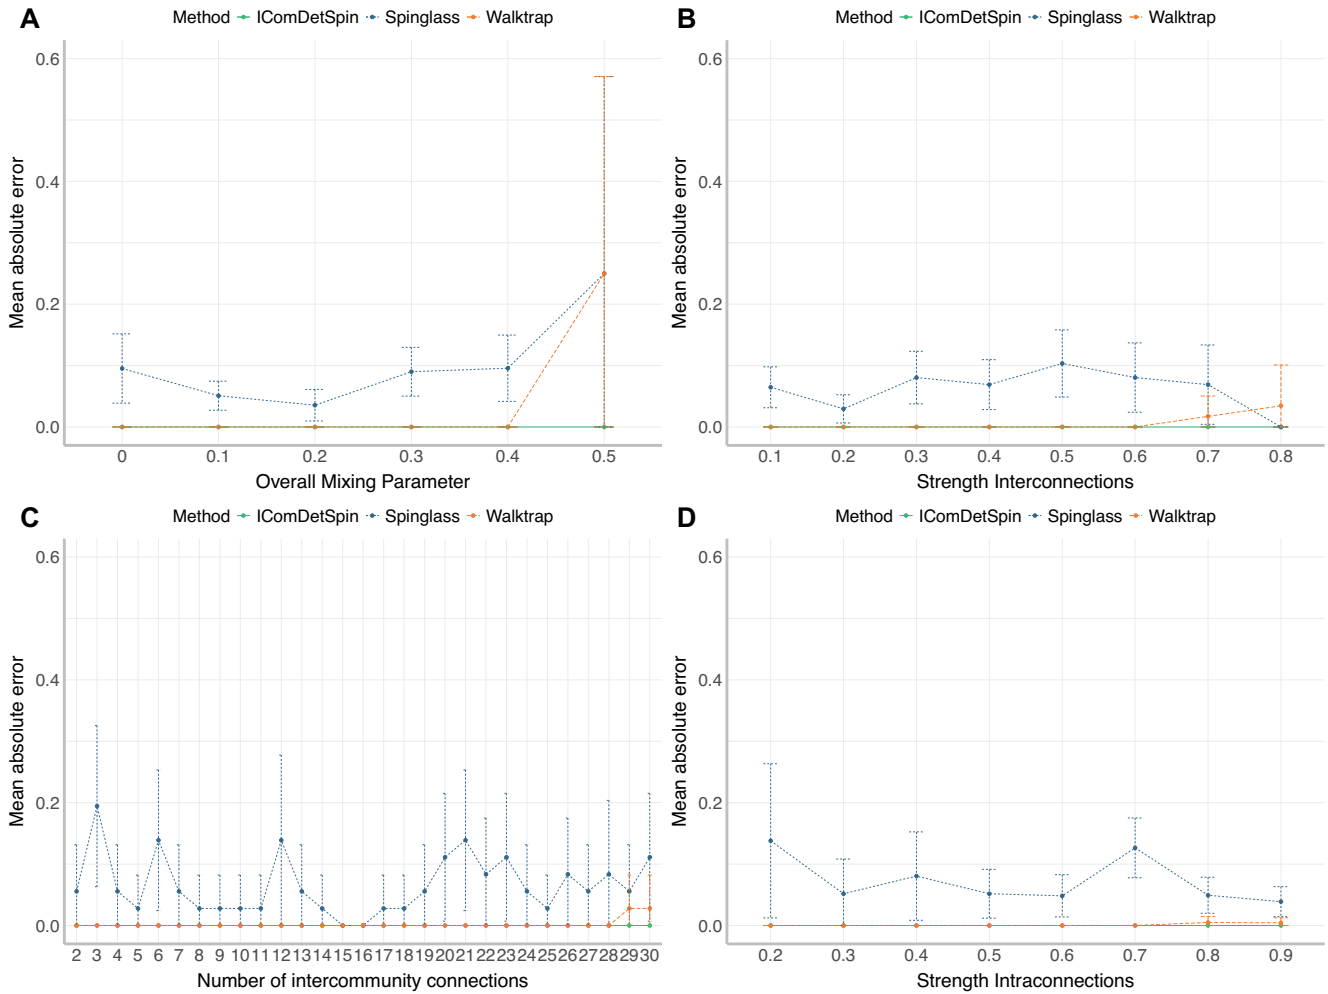 A
Method IComDetSpin Spinglass Walktrap
0.6
0.4
0.2
0.0
Mean absolute error
0 0.1 0.2 0.3 0.4 0.5
Overall Mixing Parameter
B
Method IComDetSpin Spinglass Walktrap
0.6
0.4
0.2
0.0
Mean absolute error
0.1 0.2 0.3 0.4 0.5 0.6 0.7 0.8
Strength Interconnections
C
Method IComDetSpin Spinglass Walktrap
0.6
0.4
0.2
0.0
Mean absolute error
2 3 4 5 6 7 8 9 10 11 12 13 14 15 16 17 18 19 20 21 22 23 24 25 26 27 28 29 30
Number of intercommunity connections
D
Method IComDetSpin Spinglass Walktrap
0.6
0.4
0.2
0.0
Mean absolute error
0.2 0.3 0.4 0.5 0.6 0.7 0.8 0.9
Strength Intraconnections